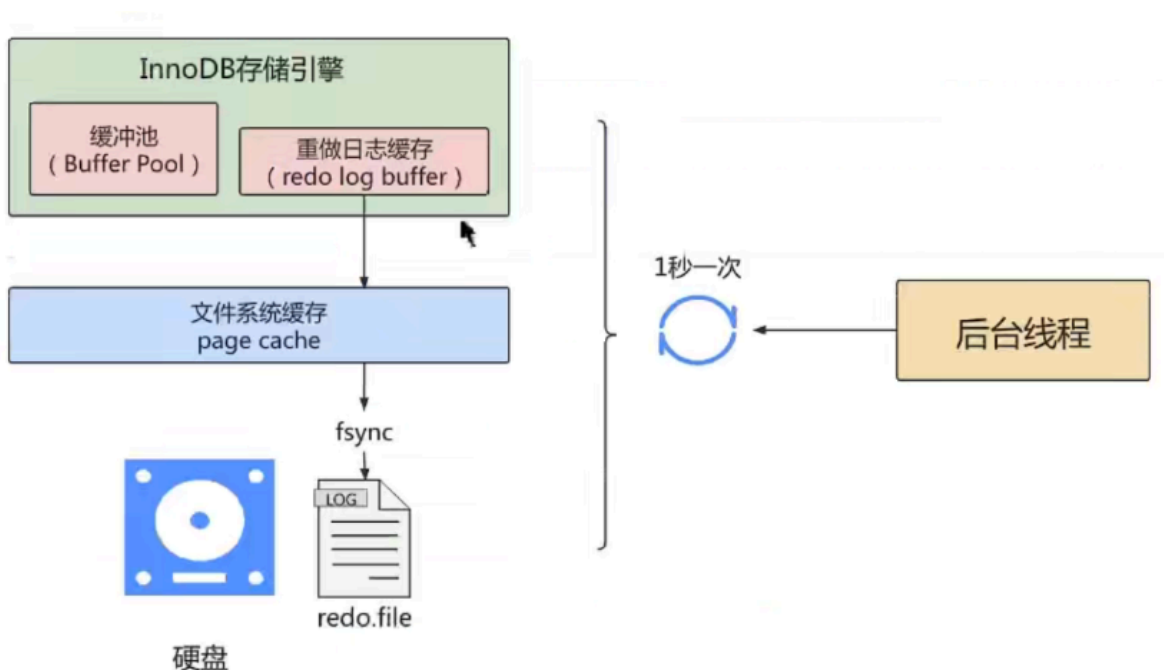 InnoDB存储引擎
缓冲池
( Buffer Pool )
重做日志缓存
( redo log buffer )
文件系统缓存
page cache
fsync
LOG
redo.file
硬盘
1秒一次
后台线程